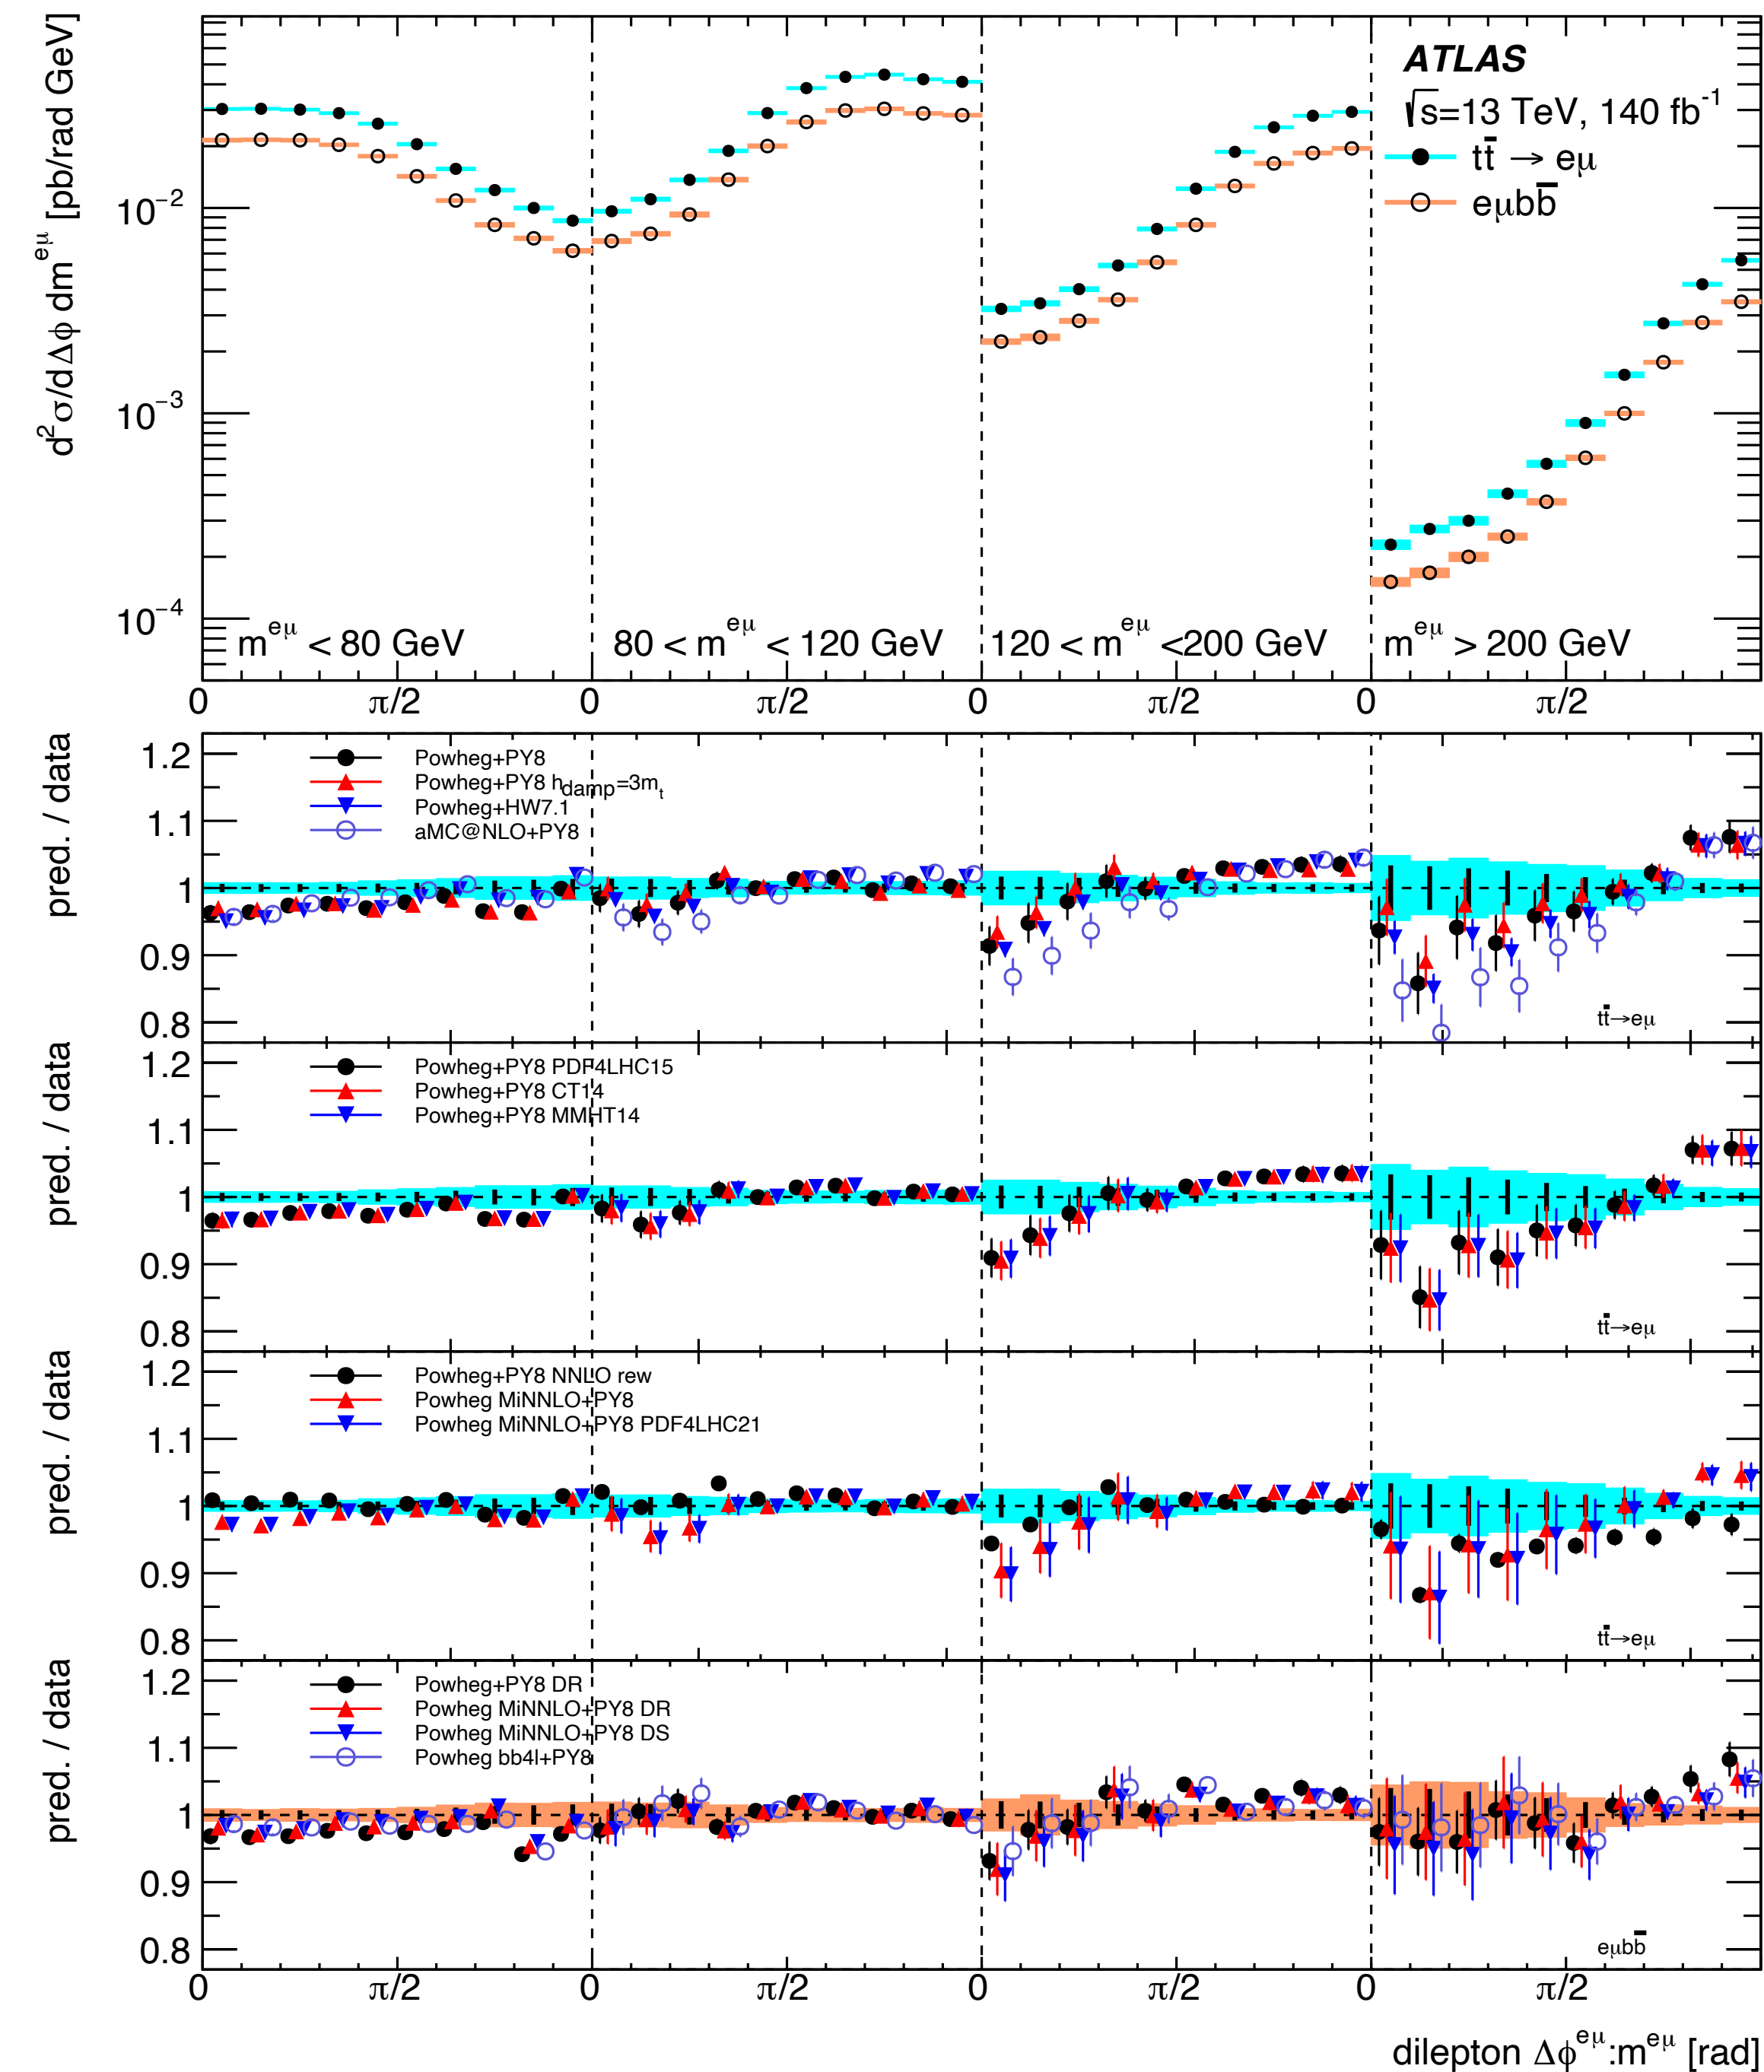 d²σ/dΔϕ dm^eμ [pb/rad GeV]
ATLAS
√s=13 TeV, 140 fb⁻¹
tt̄ → eμ
eμbb̄
10⁻²
10⁻³
10⁻⁴
m^eμ < 80 GeV
80 < m^eμ < 120 GeV
120 < m^eμ <200 GeV
m^eμ > 200 GeV
0 π/2 0 π/2 0 π/2 0 π/2
pred. / data
1.2
1.1
1
0.9
0.8
Powheg+PY8
Powheg+PY8 h_damp=3m_t
Powheg+HW7.1
aMC@NLO+PY8
tt̄→eμ
pred. / data
1.2
1.1
1
0.9
0.8
Powheg+PY8 PDF4LHC15
Powheg+PY8 CT14
Powheg+PY8 MMHT14
tt̄→eμ
pred. / data
1.2
1.1
1
0.9
0.8
Powheg+PY8 NNLO rew
Powheg MiNNLO+PY8
Powheg MiNNLO+PY8 PDF4LHC21
tt̄→eμ
pred. / data
1.2
1.1
1
0.9
0.8
Powheg+PY8 DR
Powheg MiNNLO+PY8 DR
Powheg MiNNLO+PY8 DS
Powheg bb4l+PY8
eμbb̄
0 π/2 0 π/2 0 π/2 0 π/2
dilepton Δϕ^eμ:m^eμ [rad]